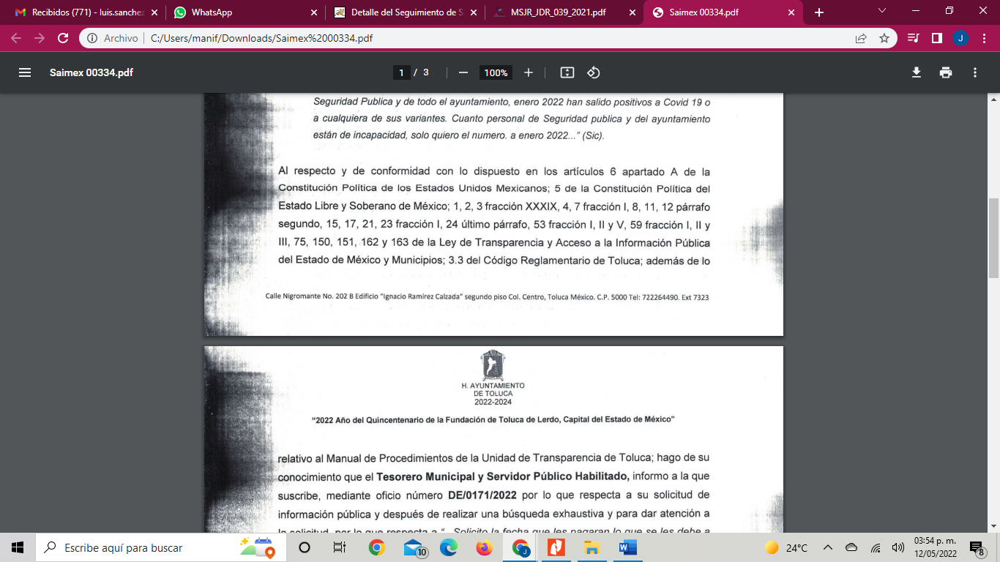 Recibidos (771) - luis.sanchez
WhatsApp
Detalle del Seguimiento de S
MSJR_JDR_039_2021.pdf
Saimex 00334.pdf
Archivo
C:/Users/manif/Downloads/Saimex%2000334.pdf
J
Saimex 00334.pdf
1 / 3
100%
Seguridad Publica y de todo el ayuntamiento, enero 2022 han salido positivos a Covid 19 o
a cualquiera de sus variantes. Cuanto personal de Seguridad publica y del ayuntamiento
están de incapacidad, solo quiero el numero. a enero 2022..." (Sic).
Al respecto y de conformidad con lo dispuesto en los artículos 6 apartado A de la
Constitución Política de los Estados Unidos Mexicanos; 5 de la Constitución Política del
Estado Libre y Soberano de México; 1, 2, 3 fracción XXXIX, 4, 7 fracción I, 8, 11, 12 párrafo
segundo, 15, 17, 21, 23 fracción I, 24 último párrafo, 53 fracción I, II y V, 59 fracción I, II y
III, 75, 150, 151, 162 y 163 de la Ley de Transparencia y Acceso a la Información Pública
del Estado de México y Municipios; 3.3 del Código Reglamentario de Toluca; además de lo
Calle Nigromante No. 202 B Edificio "Ignacio Ramírez Calzada" segundo piso Col. Centro, Toluca México. C.P. 5000 Tel: 722264490. Ext 7323
H. AYUNTAMIENTO
DE TOLUCA
2022-2024
"2022 Año del Quincentenario de la Fundación de Toluca de Lerdo, Capital del Estado de México"
relativo al Manual de Procedimientos de la Unidad de Transparencia de Toluca; hago de su
conocimiento que el Tesorero Municipal y Servidor Público Habilitado, informo a la que
suscribe, mediante oficio número DE/0171/2022 por lo que respecta a su solicitud de
información pública y después de realizar una búsqueda exhaustiva y para dar atención a
la solicitud, por lo que respecta a "...Solicito la fecha que les pagaran lo que se les debe a
Escribe aquí para buscar
10
J
24°C
03:54 p. m.
12/05/2022
8